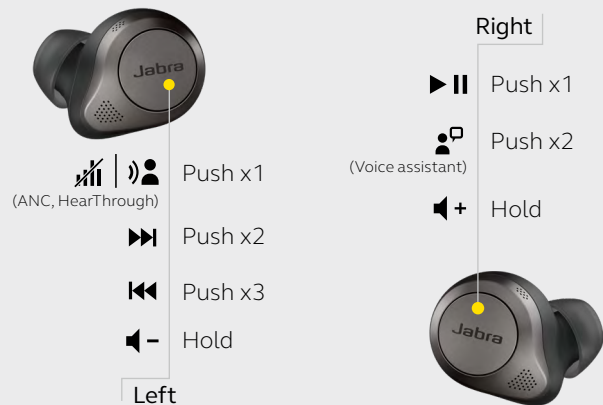 Jabra
(ANC, HearThrough)
Push x1
Push x2
Push x3
Hold
Left
Right
Push x1
Push x2
(Voice assistant)
Hold
Jabra